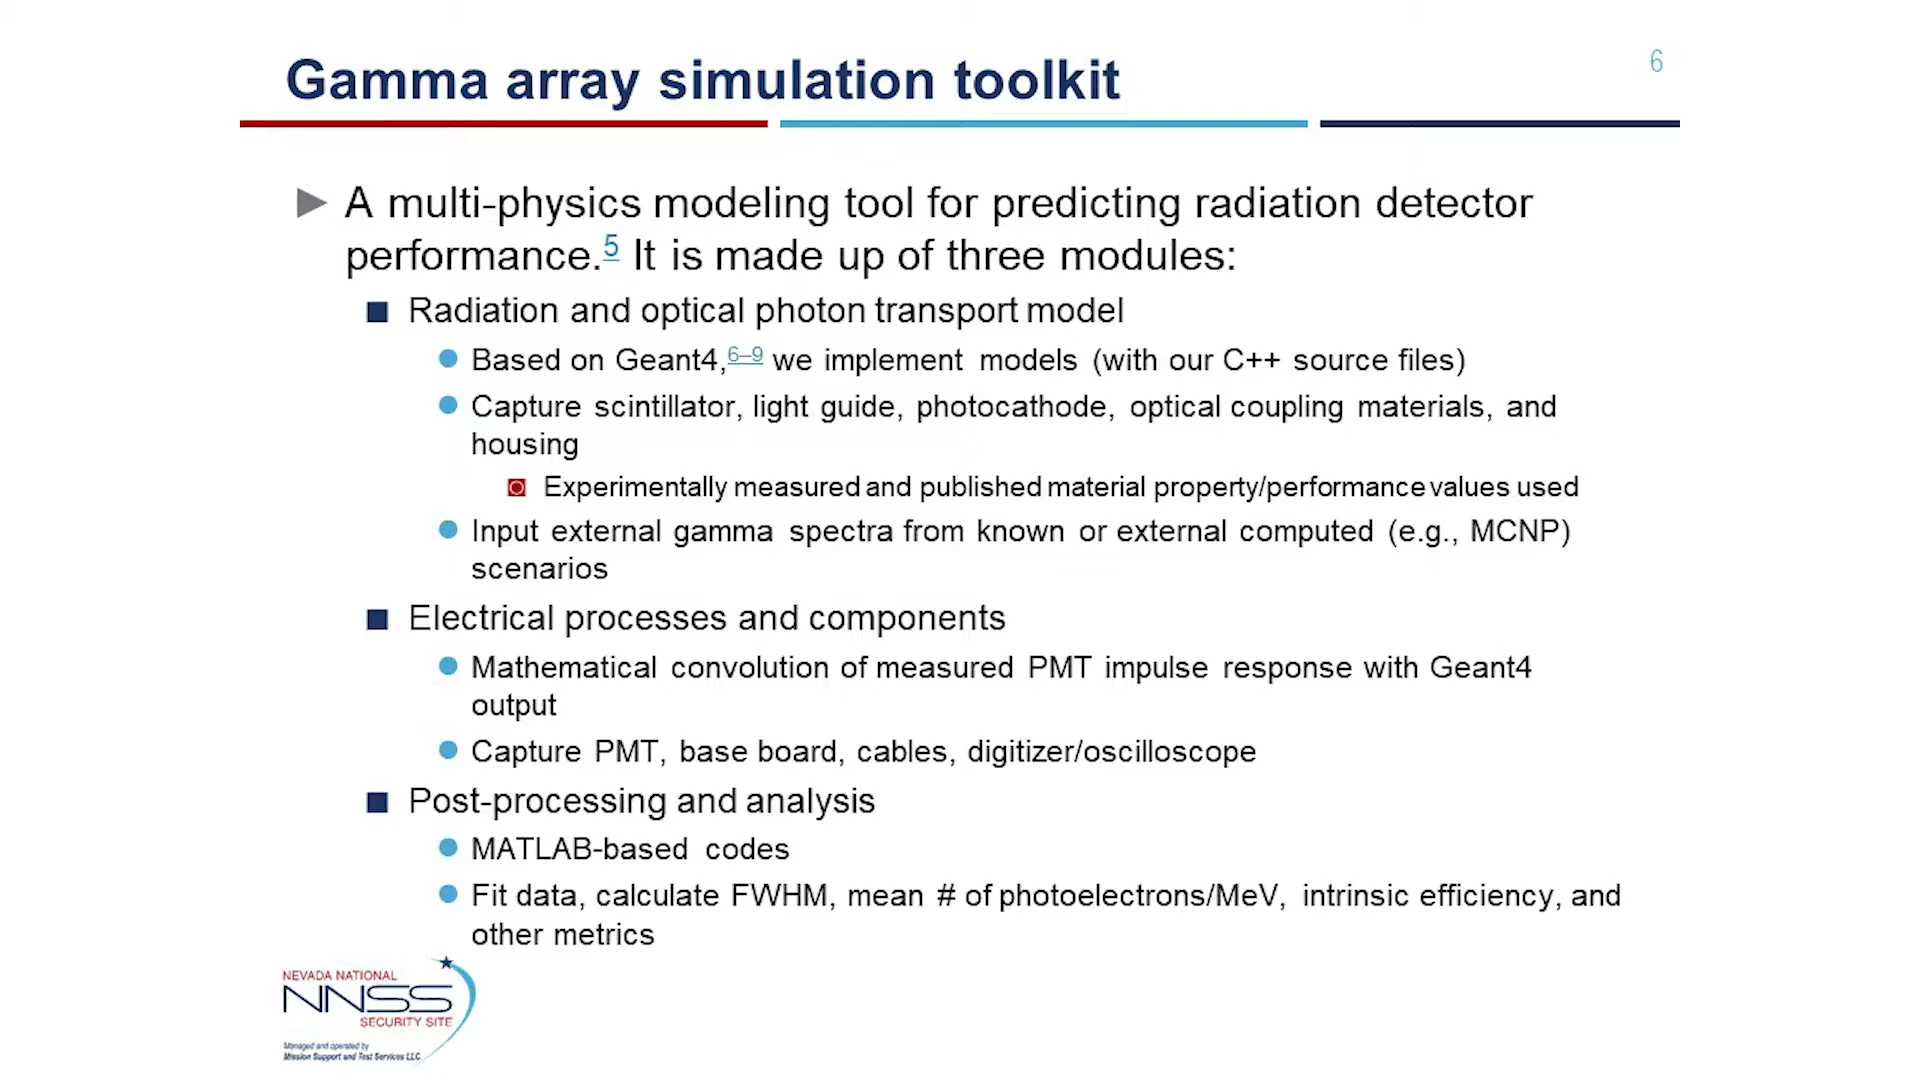 Gamma array simulation toolkit
6
A multi-physics modeling tool for predicting radiation detector
performance.5 It is made up of three modules:
Radiation and optical photon transport model
Based on Geant4,6–9 we implement models (with our C++ source files)
Capture scintillator, light guide, photocathode, optical coupling materials, and
housing
Experimentally measured and published material property/performance values used
Input external gamma spectra from known or external computed (e.g., MCNP)
scenarios
Electrical processes and components
Mathematical convolution of measured PMT impulse response with Geant4
output
Capture PMT, base board, cables, digitizer/oscilloscope
Post-processing and analysis
MATLAB-based codes
Fit data, calculate FWHM, mean # of photoelectrons/MeV, intrinsic efficiency, and
other metrics
NEVADA NATIONAL
NNSS
SECURITY SITE
Managed and operated by
Mission Support and Test Services LLC